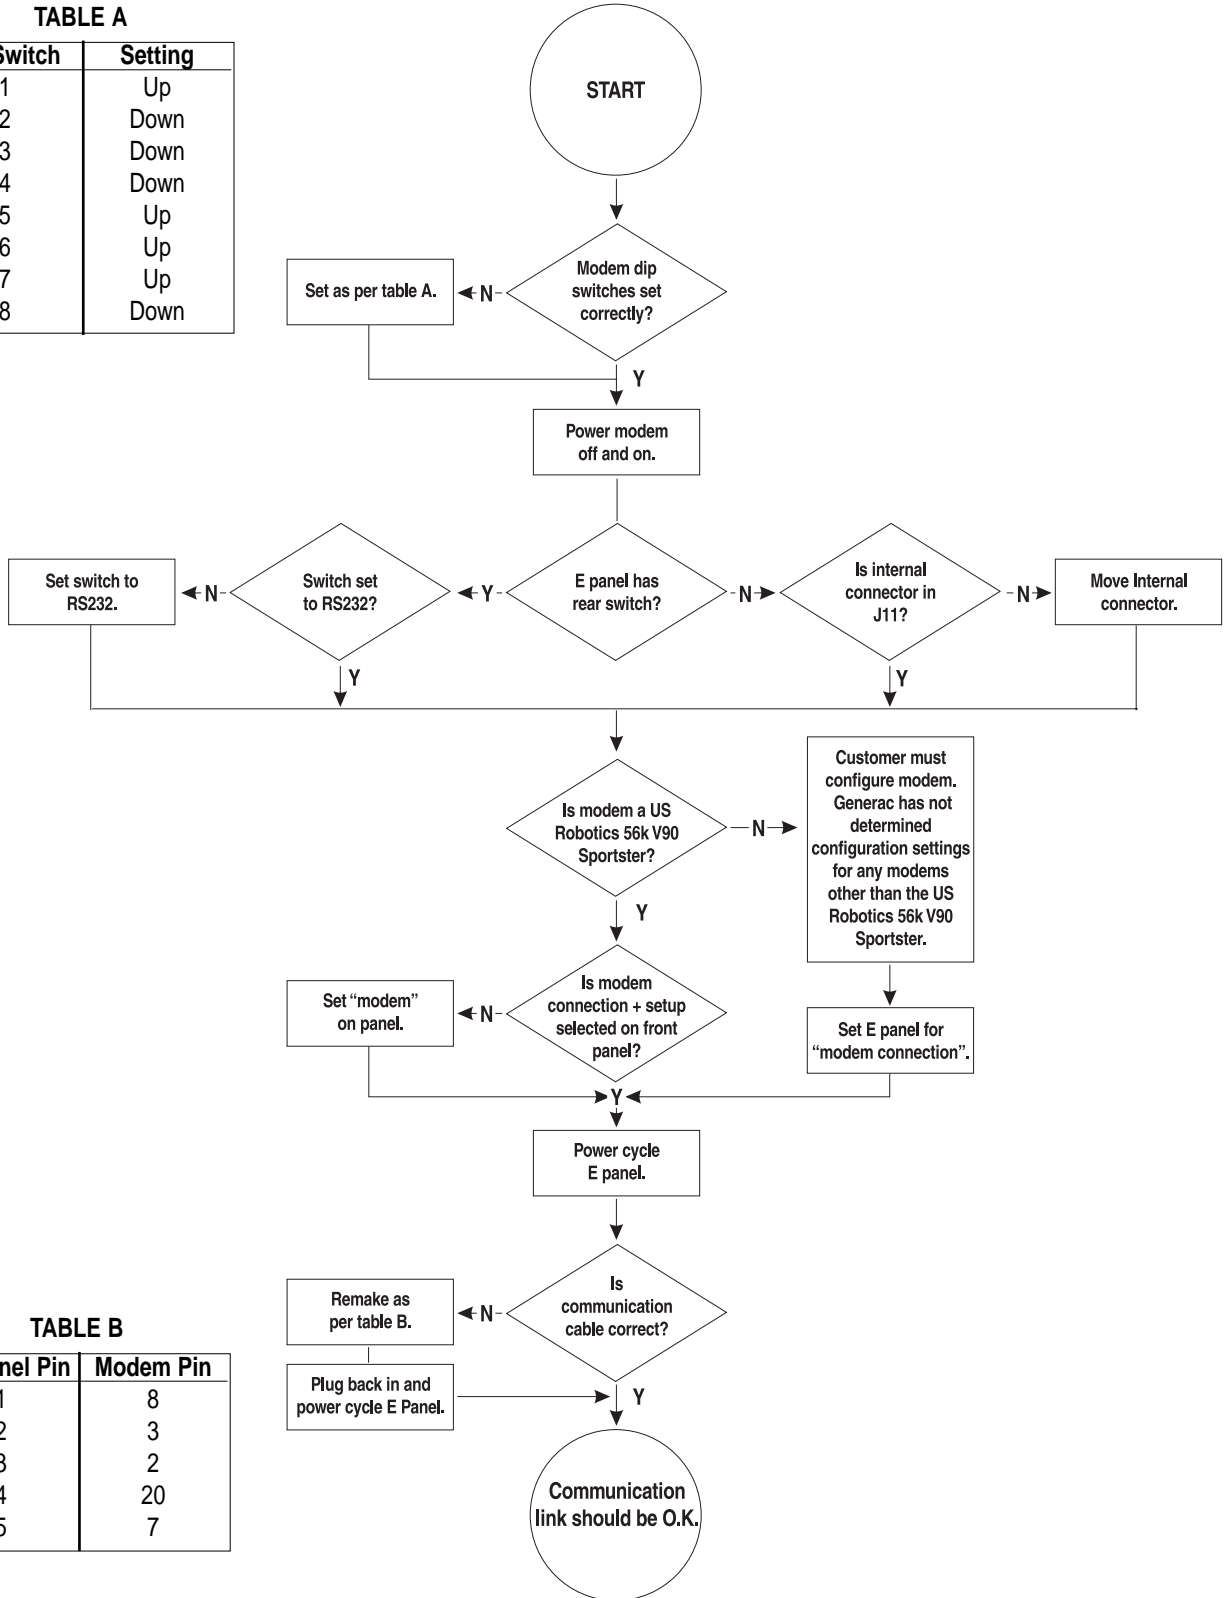 TABLE A
Switch Setting
1 Up
2 Down
3 Down
4 Down
5 Up
6 Up
7 Up
8 Down
START
Modem dip
switches set
correctly?
N
Set as per table A.
Y
Power modem
off and on.
E panel has
rear switch?
Y
Switch set
to RS232?
N
Set switch to
RS232.
Y
N
Is internal
connector in
J11?
N
Move Internal
connector.
Y
Is modem a US
Robotics 56k V90
Sportster?
N
Customer must
configure modem.
Generac has not
determined
configuration settings
for any modems
other than the US
Robotics 56k V90
Sportster.
Set E panel for
“modem connection”.
Y
Is modem
connection + setup
selected on front
panel?
N
Set “modem”
on panel.
Y
Power cycle
E panel.
Is
communication
cable correct?
N
Remake as
per table B.
Plug back in and
power cycle E Panel.
Y
Communication
link should be O.K.
TABLE B
nel Pin Modem Pin
1 8
2 3
3 2
4 20
5 7